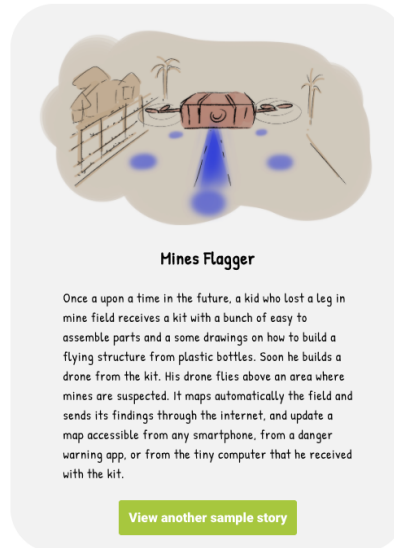 Mines Flagger
Once a upon a time in the future, a kid who lost a leg in
mine field receives a kit with a bunch of easy to
assemble parts and a some drawings on how to build a
flying structure from plastic bottles. Soon he builds a
drone from the kit. His drone flies above an area where
mines are suspected. It maps automatically the field and
sends its findings through the internet, and update a
map accessible from any smartphone, from a danger
warning app, or from the tiny computer that he received
with the kit.
View another sample story